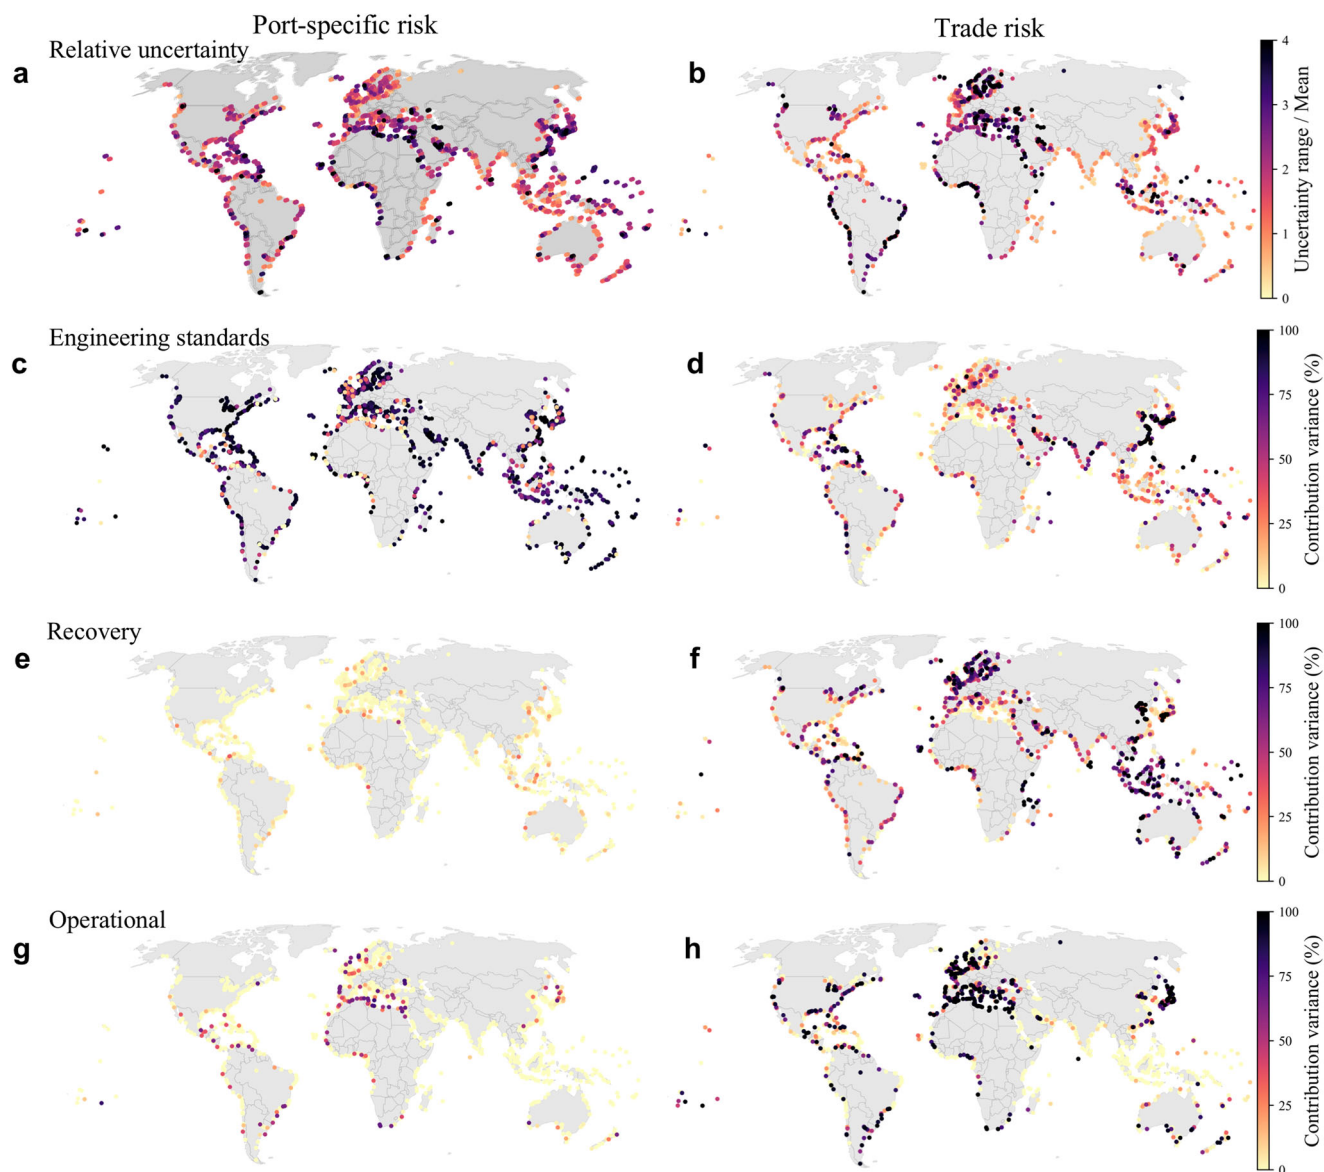 Port-specific risk
Trade risk
Relative uncertainty
a
b
4
3
2
1
0
Uncertainty range / Mean
Engineering standards
c
d
100
75
50
25
0
Contribution variance (%)
Recovery
e
f
100
75
50
25
0
Contribution variance (%)
Operational
g
h
100
75
50
25
0
Contribution variance (%)